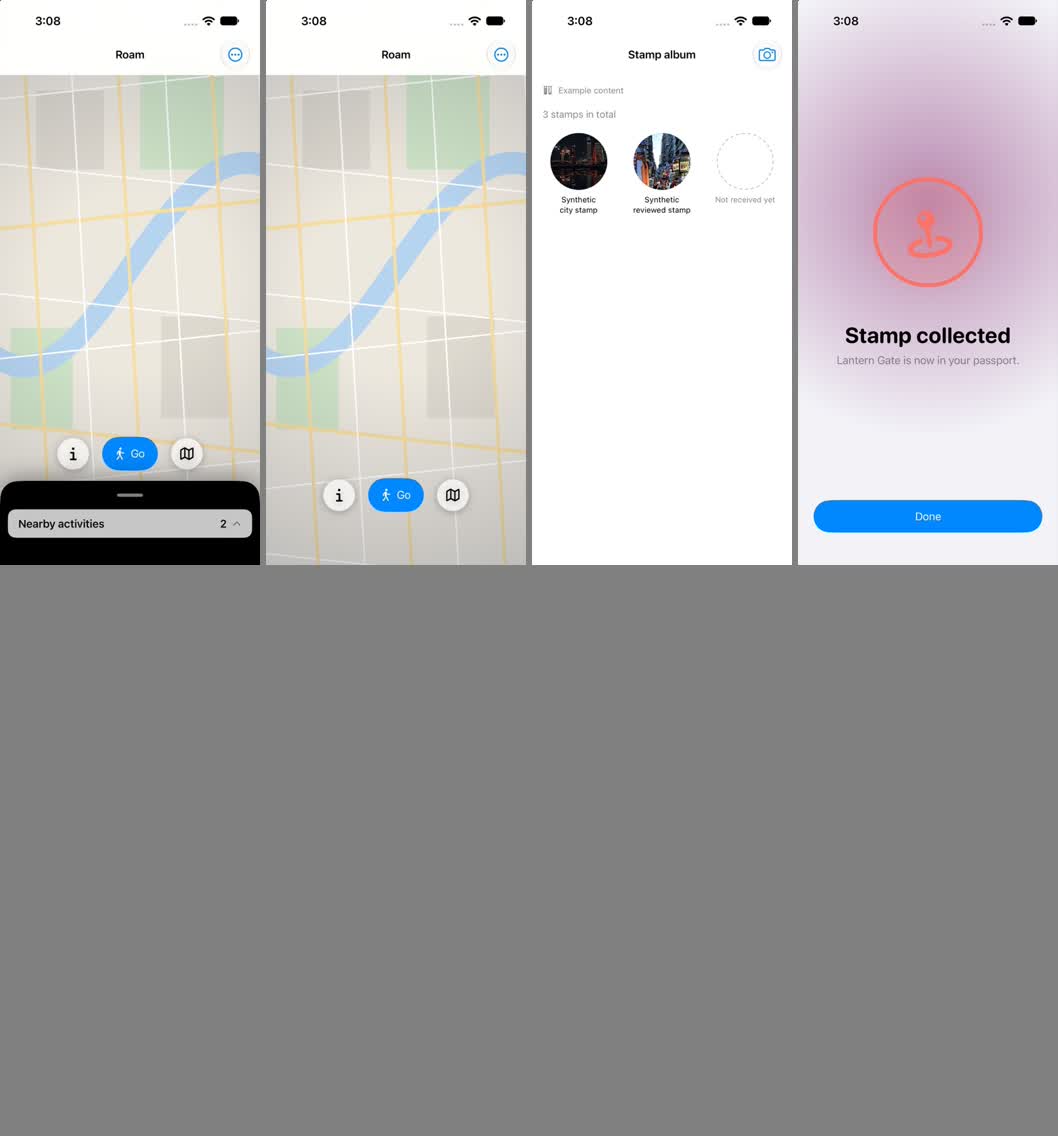 3:08
Roam
Go
Nearby activities
2
3:08
Roam
Go
3:08
Stamp album
Example content
3 stamps in total
Synthetic
city stamp
Synthetic
reviewed stamp
Not received yet
3:08
Stamp collected
Lantern Gate is now in your passport.
Done